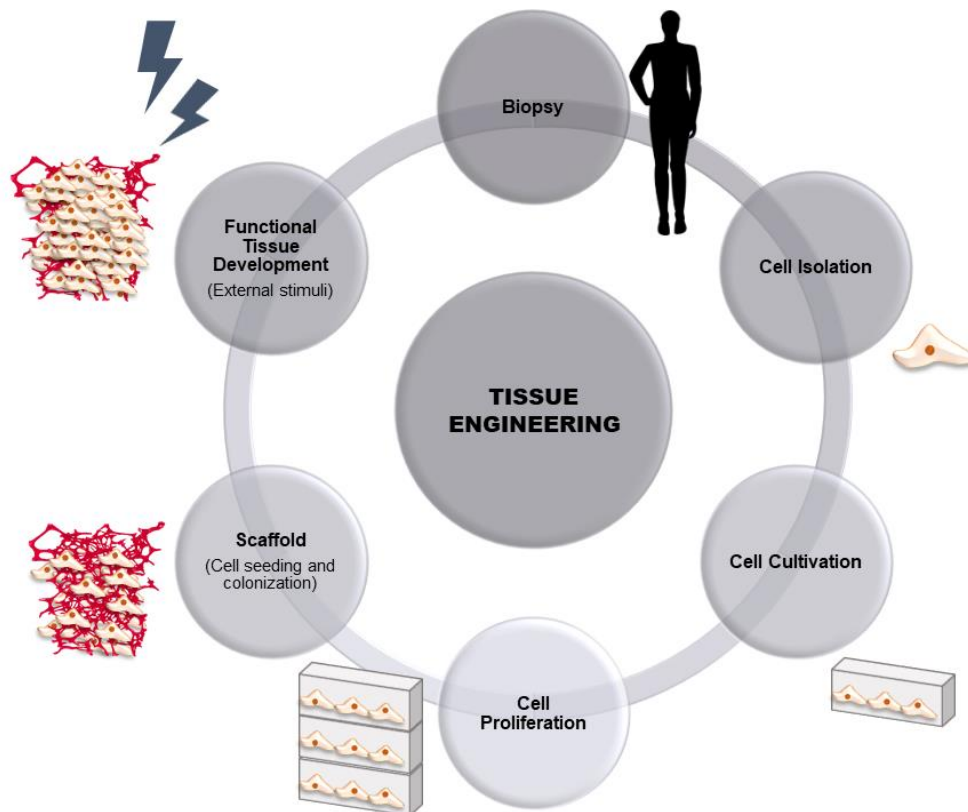 Biopsy
Cell Isolation
Cell Cultivation
Cell
Proliferation
Scaffold
(Cell seeding and
colonization)
Functional
Tissue
Development
(External stimuli)
TISSUE
ENGINEERING